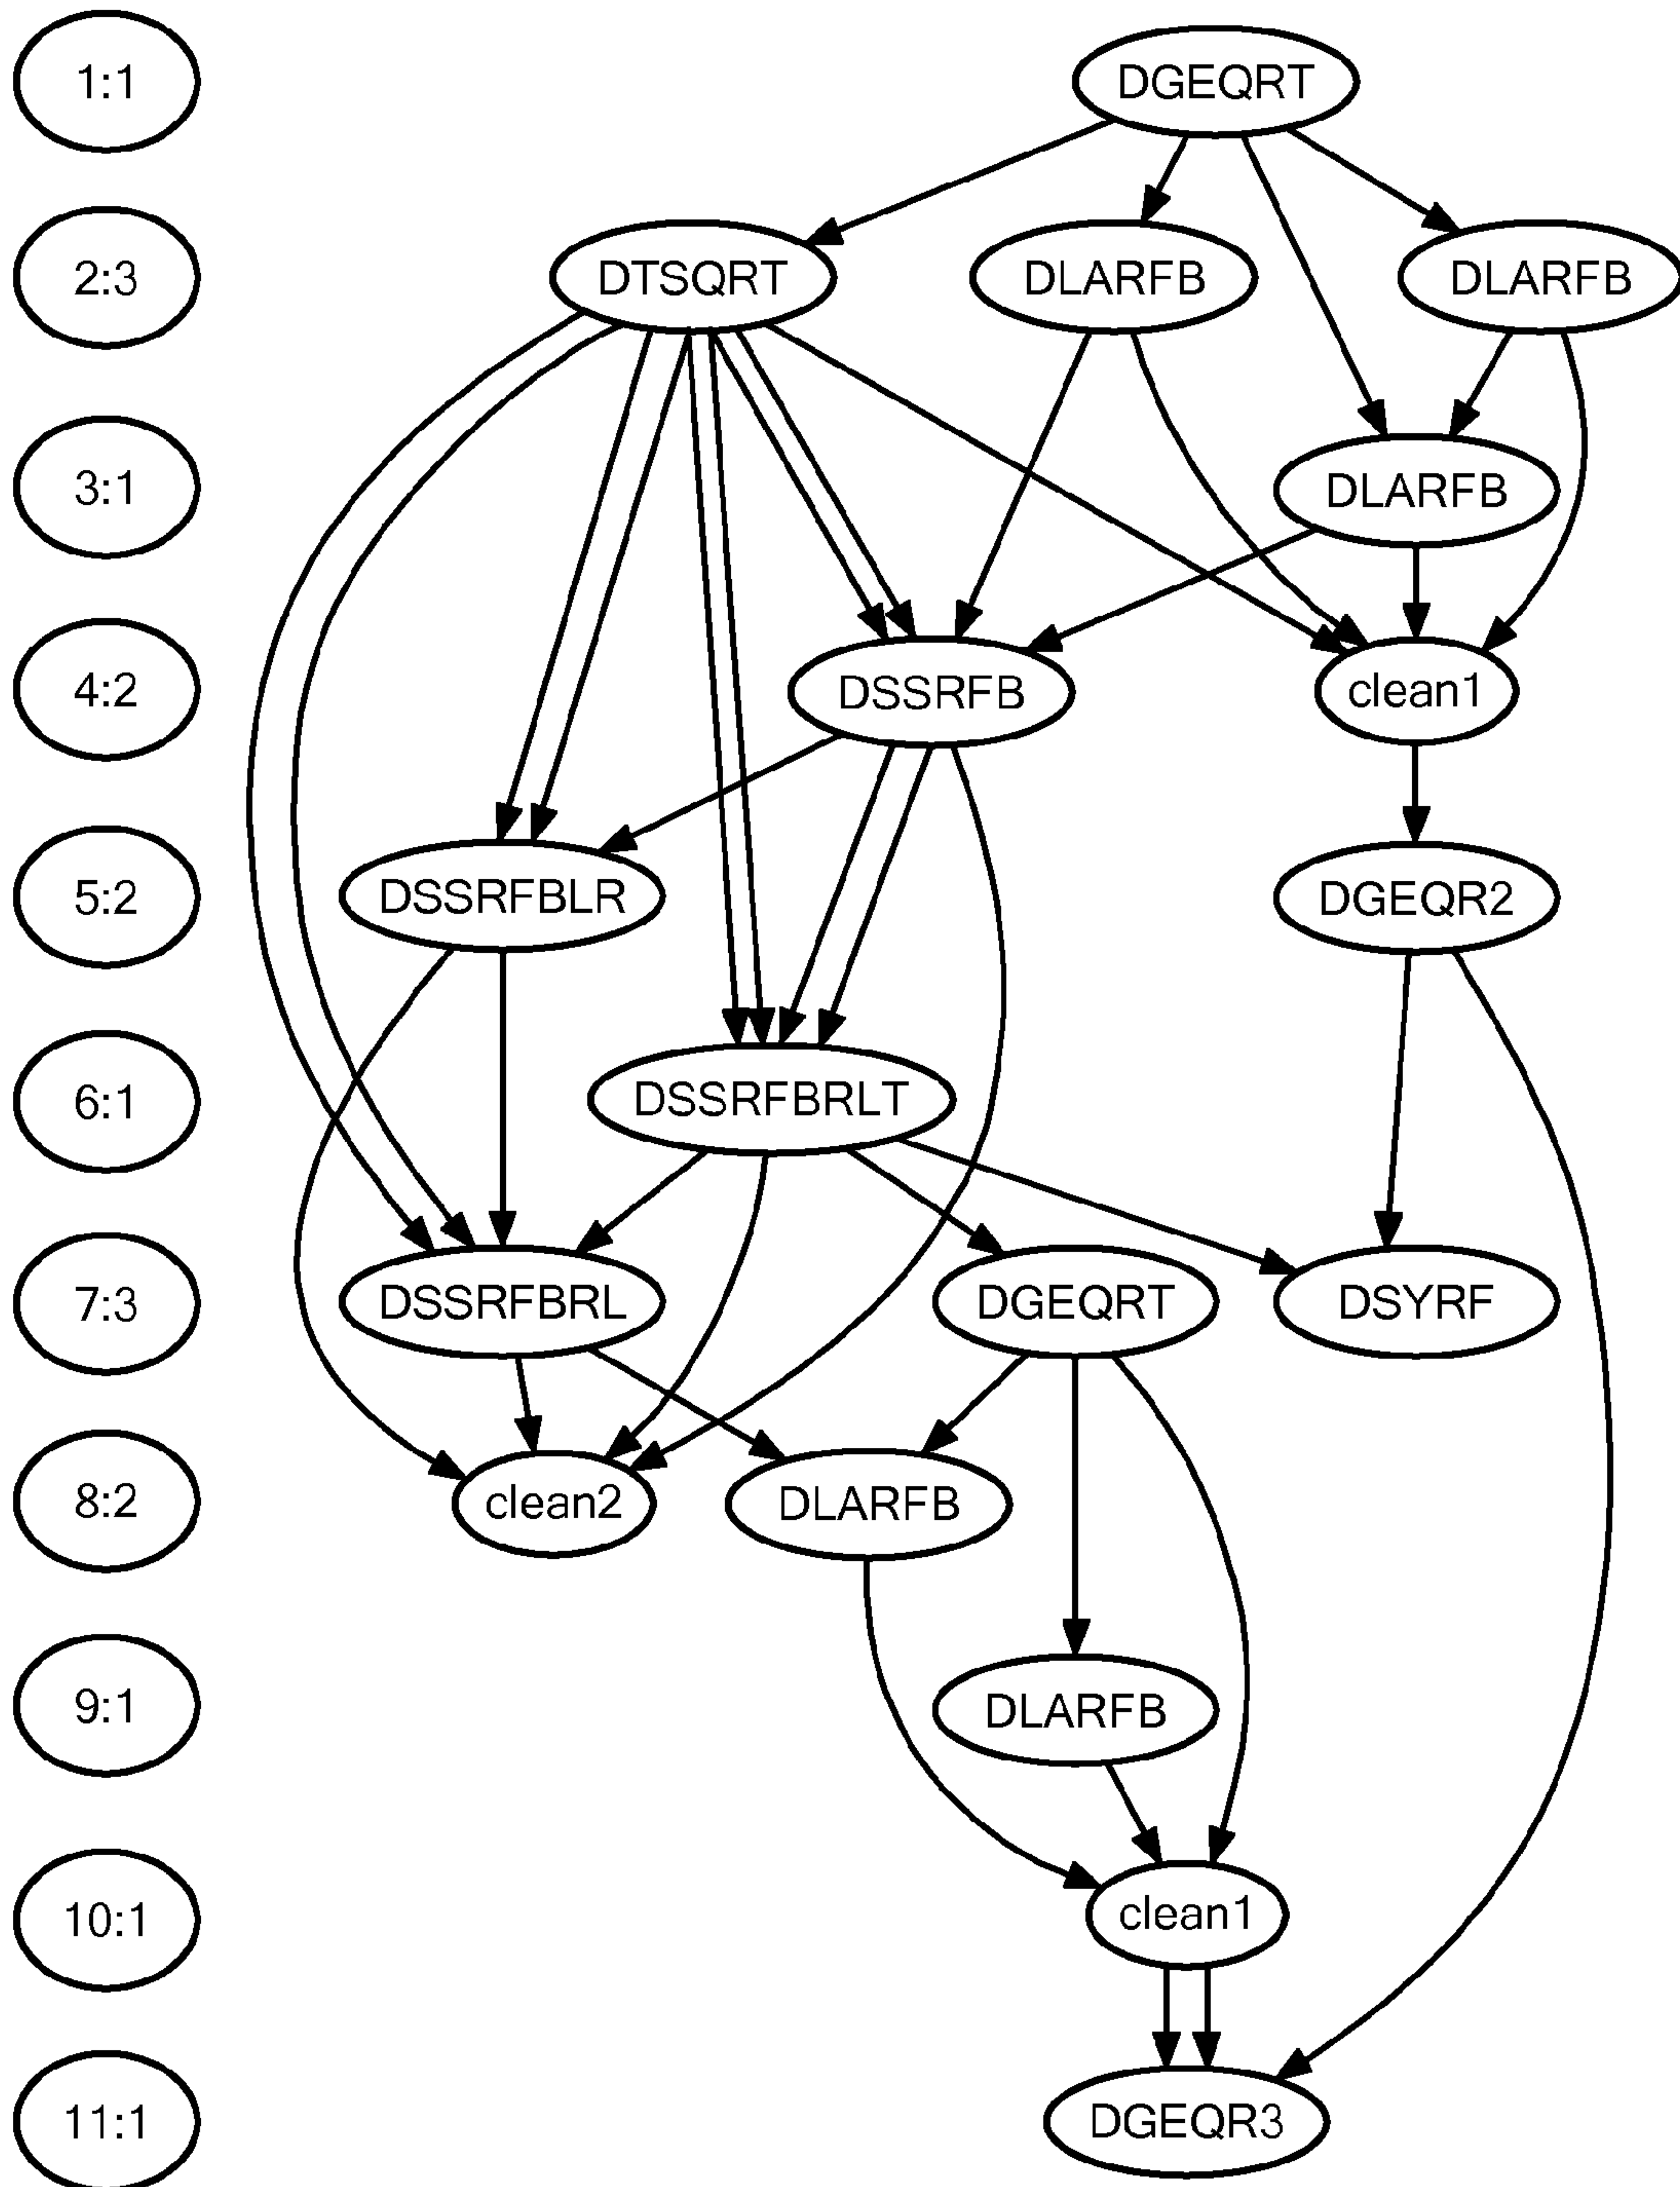 1:1 DGEQRT
2:3 DTSQRT DLARFB DLARFB
3:1 DLARFB
4:2 DSSRFB clean1
5:2 DSSRFBLR DGEQR2
6:1 DSSRFBRLT
7:3 DSSRFBRL DGEQRT DSYRF
8:2 clean2 DLARFB
9:1 DLARFB
10:1 clean1
11:1 DGEQR3